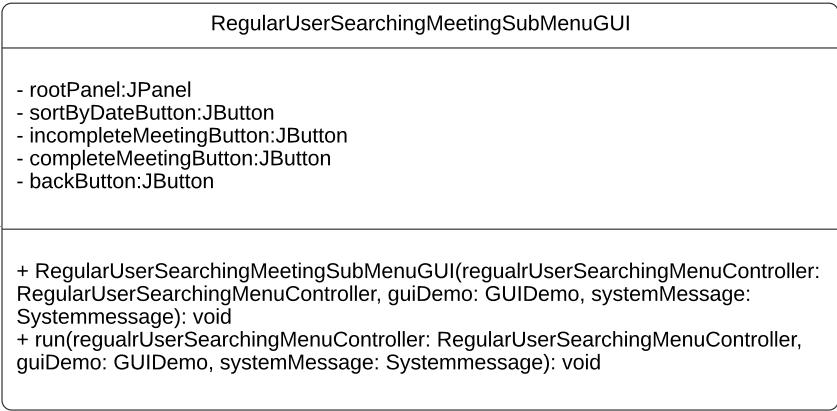 RegularUserSearchingMeetingSubMenuGUI
- rootPanel:JPanel
- sortByDateButton:JButton
- incompleteMeetingButton:JButton
- completeMeetingButton:JButton
- backButton:JButton
+ RegularUserSearchingMeetingSubMenuGUI(regualrUserSearchingMenuController:
RegularUserSearchingMenuController, guiDemo: GUIDemo, systemMessage:
Systemmessage): void
+ run(regualrUserSearchingMenuController: RegularUserSearchingMenuController,
guiDemo: GUIDemo, systemMessage: Systemmessage): void